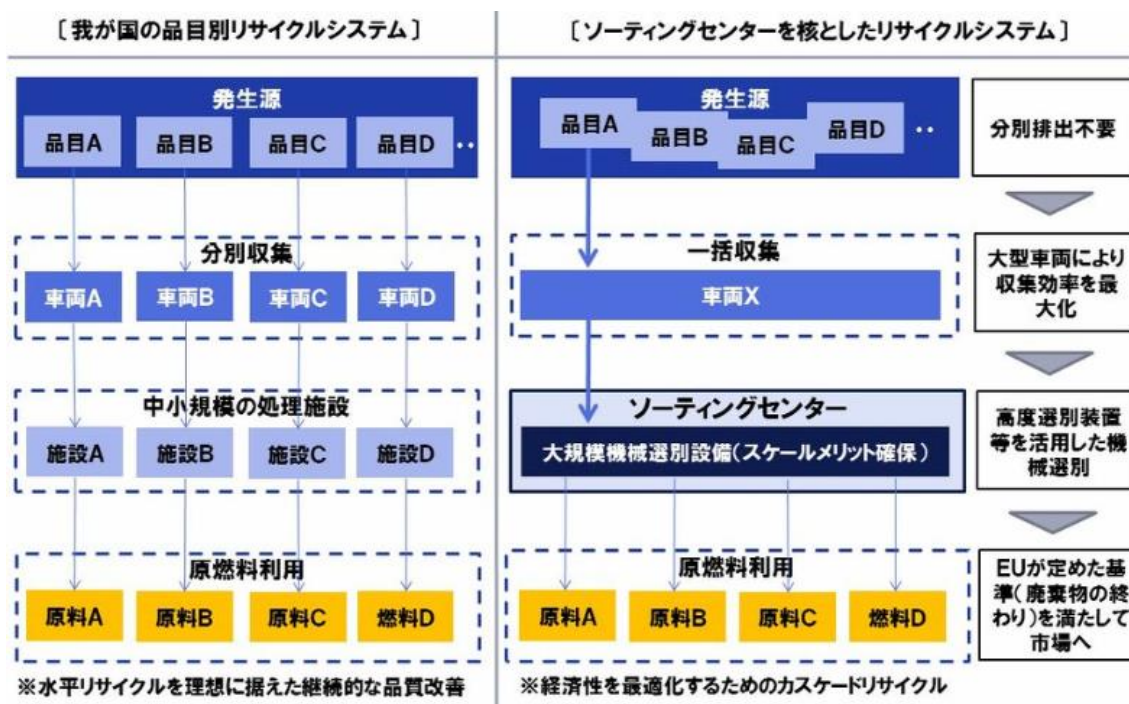 ［我が国の品目別リサイクルシステム］
発生源
品目A
品目B
品目C
品目D
‥
分別収集
車両A
車両B
車両C
車両D
中小規模の処理施設
施設A
施設B
施設C
施設D
原燃料利用
原料A
原料B
原料C
燃料D
※水平リサイクルを理想に据えた継続的な品質改善
［ソーティングセンターを核としたリサイクルシステム］
発生源
品目A
品目B
品目C
品目D
‥
一括収集
車両X
ソーティングセンター
大規模機械選別設備（スケールメリット確保）
原燃料利用
原料A
原料B
原料C
燃料D
※経済性を最適化するためのカスケードリサイクル
分別排出不要
大型車両により
収集効率を最
大化
高度選別装置
等を活用した機
械選別
EUが定めた基
準（廃棄物の終
わり）を満たして
市場へ